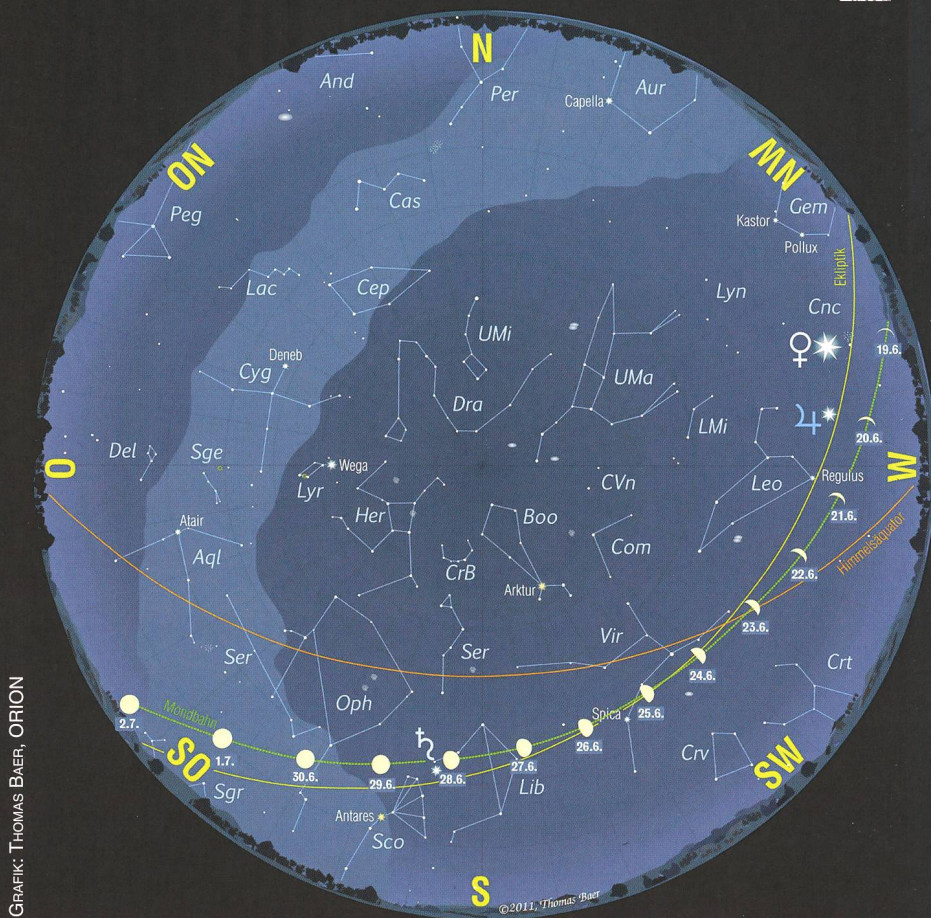 N
And
Per
Capella
Aur
NO
NW
Peg
Cas
Kastor
Gem
Pollux
Ekliptik
Lac
Cep
Lyn
Cnc
UMi
♀
19.6.
Deneb
Cyg
UMa
Dra
LMi
♃
20.6.
Del
Sge
O
Wega
Lyr
CVn
Leo
Regulus
W
Her
Boo
21.6.
Atair
Aql
Com
Himmelsäquator
CrB
Arktur
22.6.
23.6.
Ser
Ser
Vir
24.6.
Crt
Oph
Mondbahn
2.7.
1.7.
30.6.
29.6.
♄
28.6.
27.6.
26.6.
Spica
25.6.
Crv
SO
SW
Sgr
Lib
Antares
Sco
S
©2011, Thomas Baer
GRAFIK: THOMAS BAER, ORION